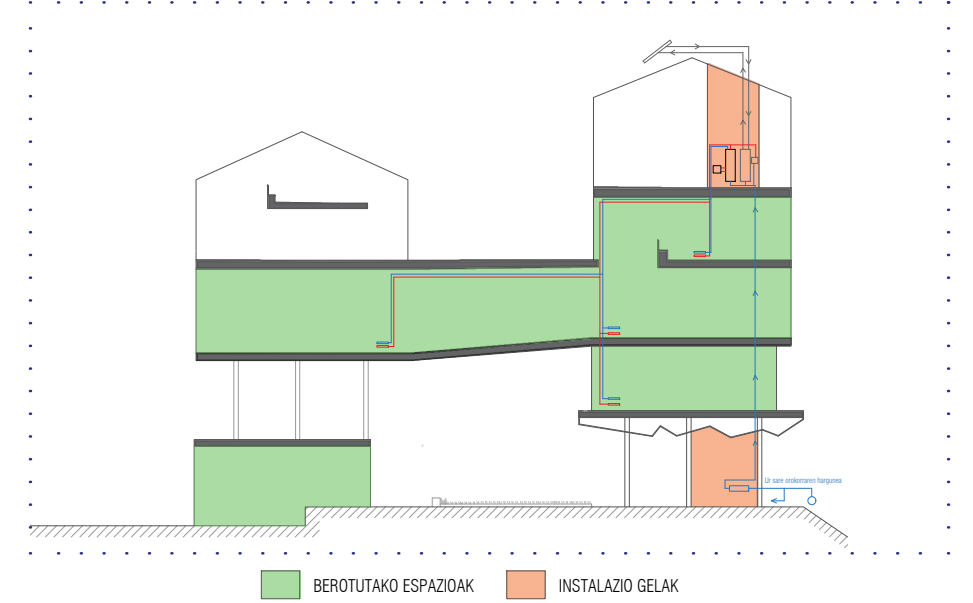 Ur sare orokorraren hargunea
BEROTUTAKO ESPAZIOAK
INSTALAZIO GELAK